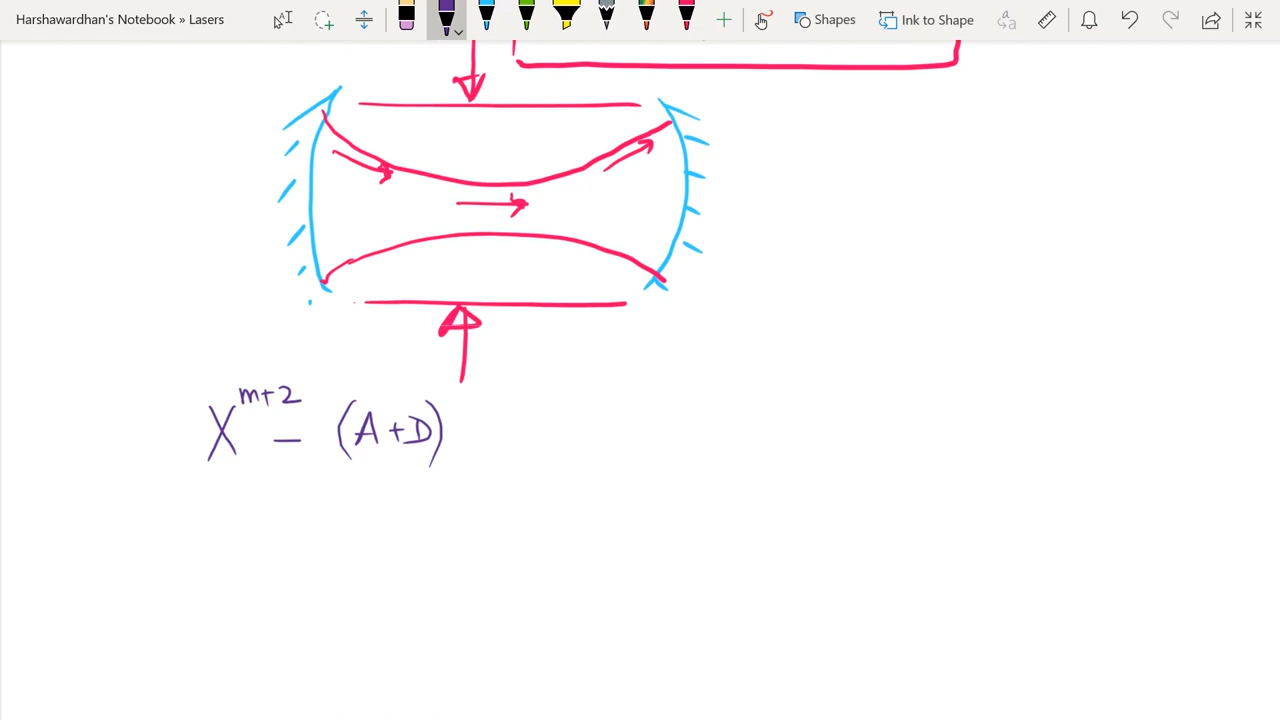 Harshawardhan's Notebook » Lasers
Shapes
Ink to Shape
X^{m+2} - (A+D)